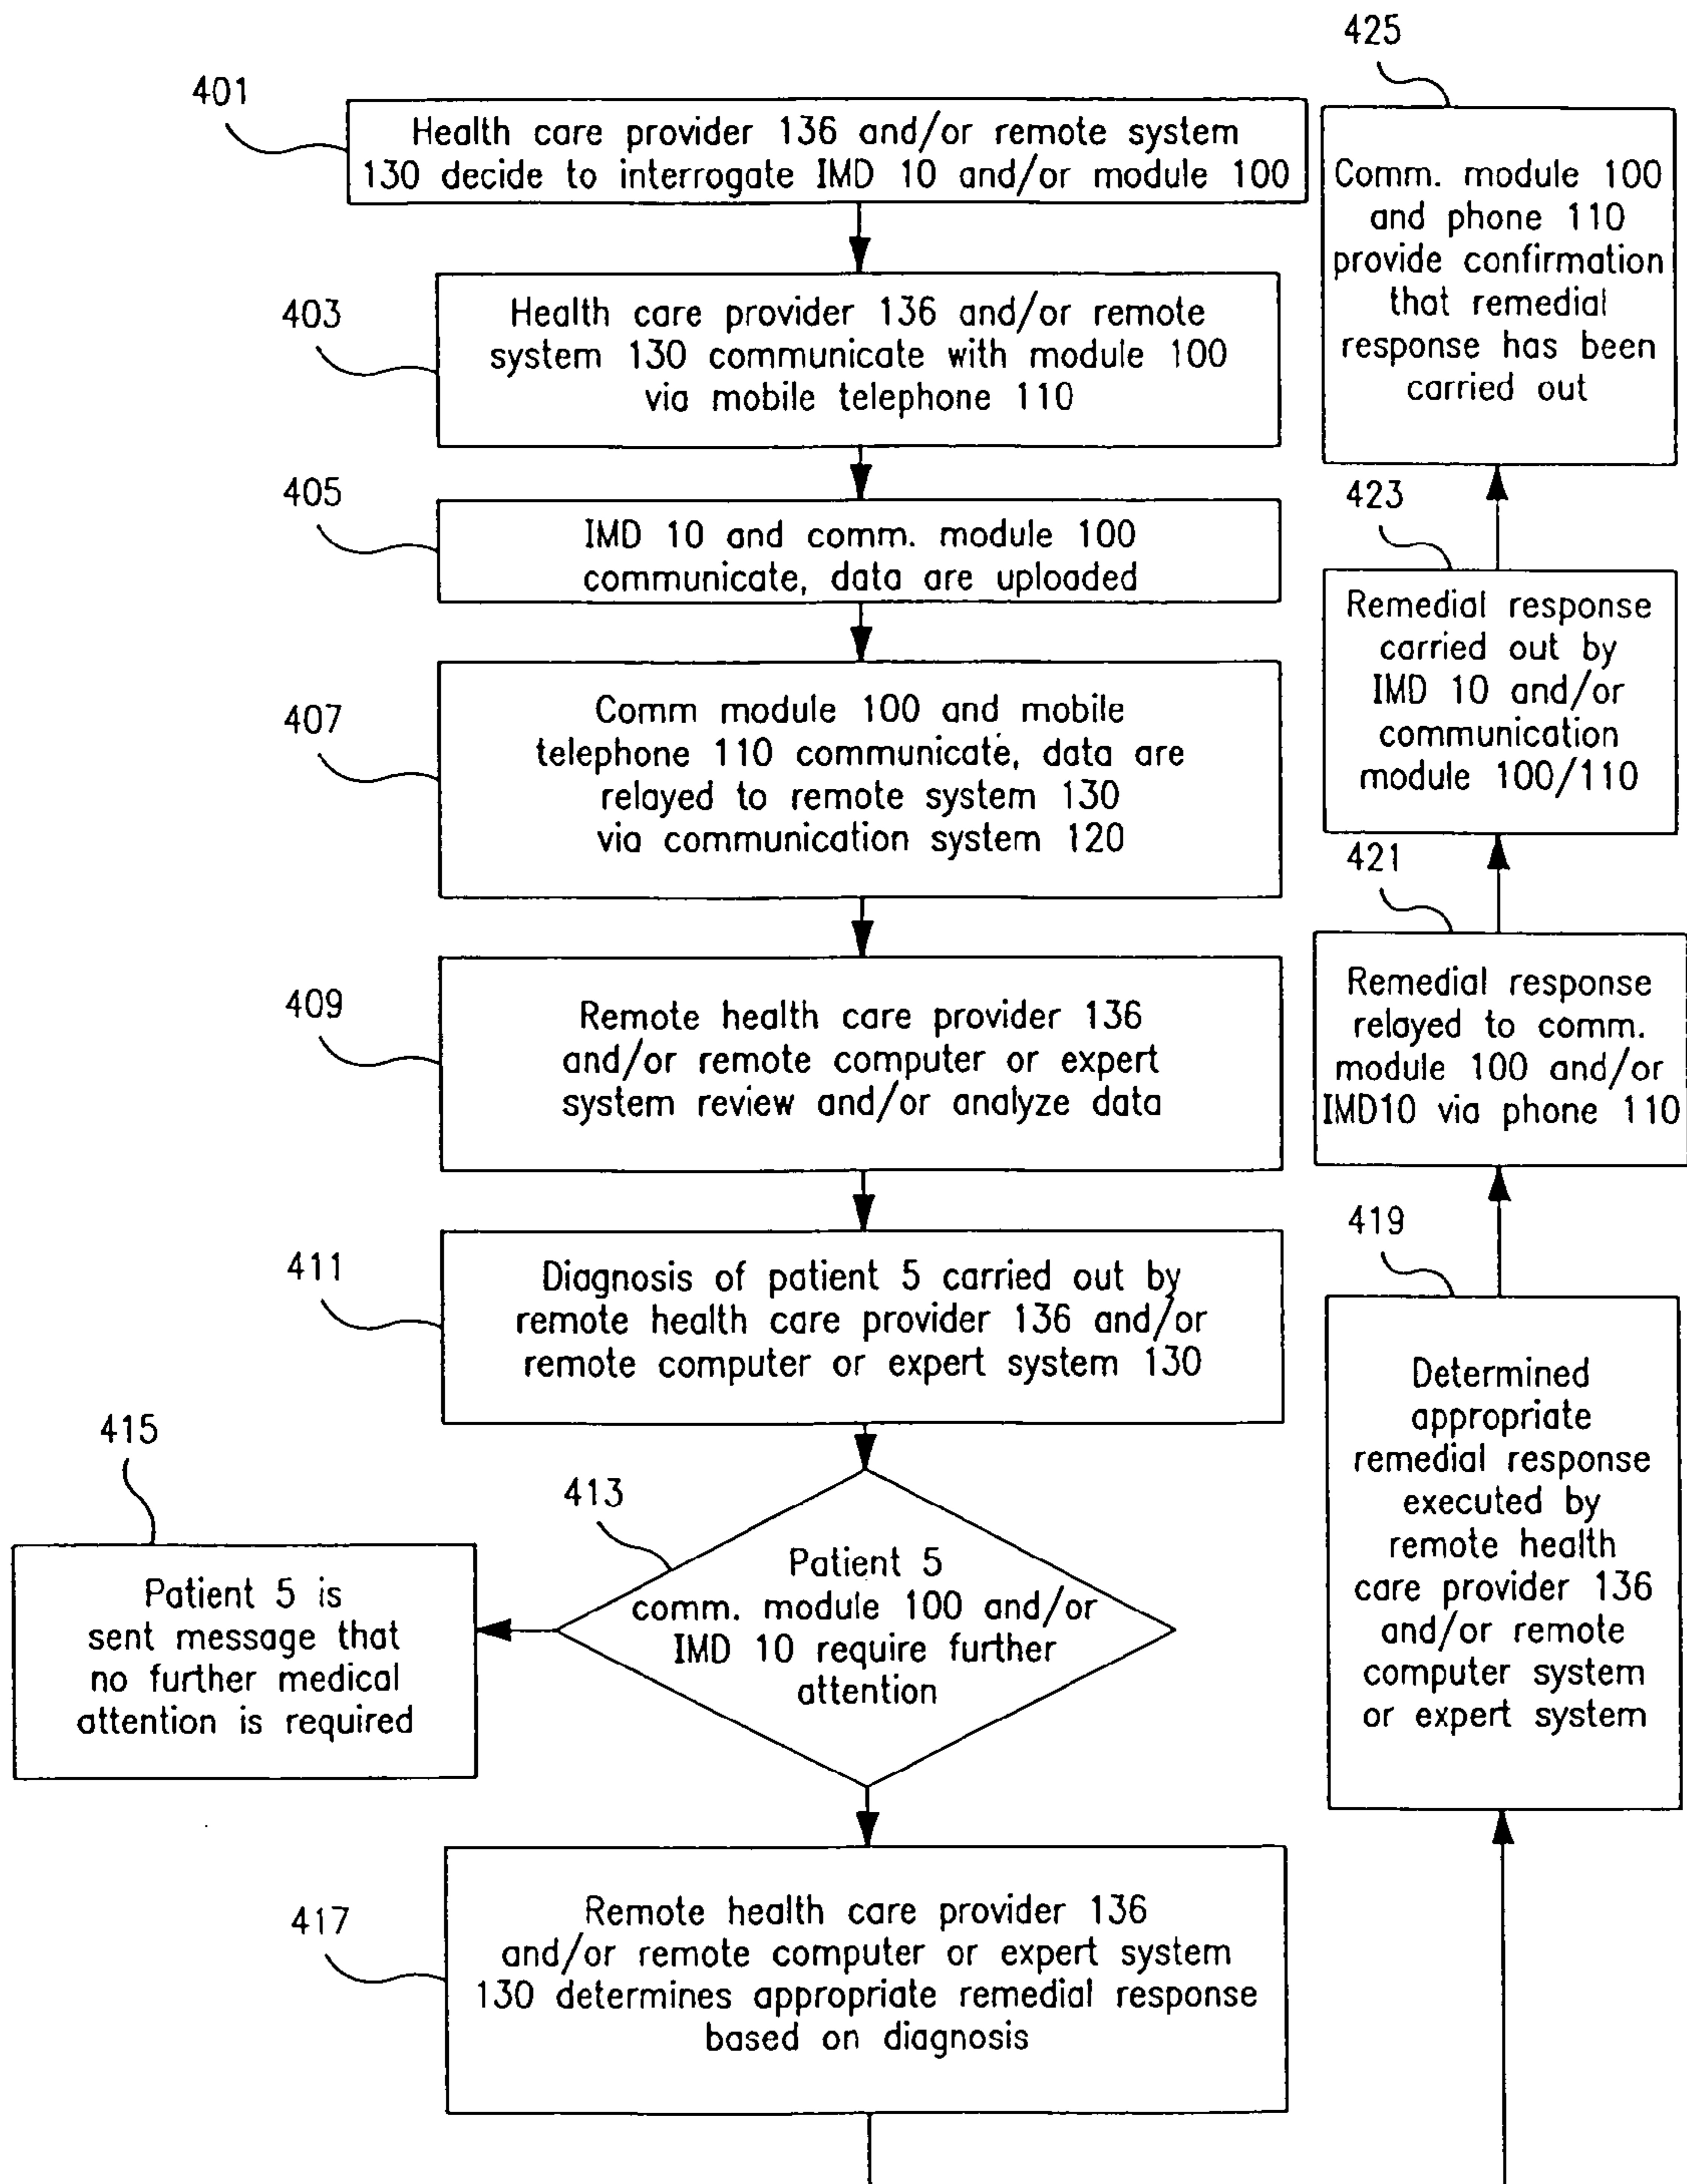 401
Health care provider 136 and/or remote system
130 decide to interrogate IMD 10 and/or module 100
403
Health care provider 136 and/or remote
system 130 communicate with module 100
via mobile telephone 110
405
IMD 10 and comm. module 100
communicate, data are uploaded
407
Comm module 100 and mobile
telephone 110 communicate, data are
relayed to remote system 130
via communication system 120
409
Remote health care provider 136
and/or remote computer or expert
system review and/or analyze data
411
Diagnosis of patient 5 carried out by
remote health care provider 136 and/or
remote computer or expert system 130
413
Patient 5
comm. module 100 and/or
IMD 10 require further
attention
415
Patient 5 is
sent message that
no further medical
attention is required
417
Remote health care provider 136
and/or remote computer or expert system
130 determines appropriate remedial response
based on diagnosis
419
Determined
appropriate
remedial response
executed by
remote health
care provider 136
and/or remote
computer system
or expert system
421
Remedial response
relayed to comm.
module 100 and/or
IMD10 via phone 110
423
Remedial response
carried out by
IMD 10 and/or
communication
module 100/110
425
Comm. module 100
and phone 110
provide confirmation
that remedial
response has been
carried out